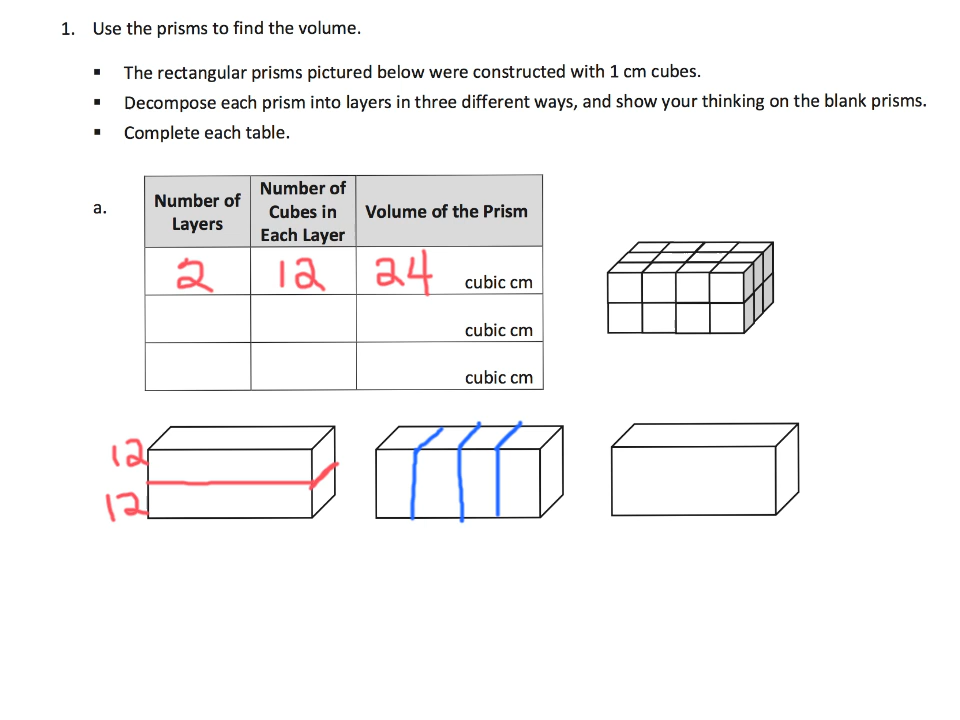 1. Use the prisms to find the volume.
▪ The rectangular prisms pictured below were constructed with 1 cm cubes.
▪ Decompose each prism into layers in three different ways, and show your thinking on the blank prisms.
▪ Complete each table.
a.
Number of Layers
Number of Cubes in Each Layer
Volume of the Prism
2 12 24 cubic cm
cubic cm
cubic cm
12
12